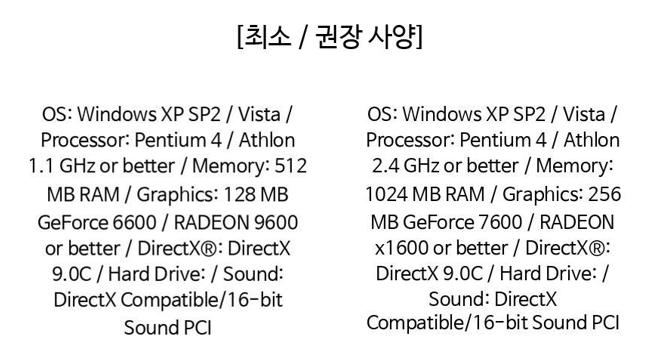 [최소 / 권장 사양]
OS: Windows XP SP2 / Vista /
Processor: Pentium 4 / Athlon
1.1 GHz or better / Memory: 512
MB RAM / Graphics: 128 MB
GeForce 6600 / RADEON 9600
or better / DirectX®: DirectX
9.0C / Hard Drive: / Sound:
DirectX Compatible/16-bit
Sound PCI
OS: Windows XP SP2 / Vista /
Processor: Pentium 4 / Athlon
2.4 GHz or better / Memory:
1024 MB RAM / Graphics: 256
MB GeForce 7600 / RADEON
x1600 or better / DirectX®:
DirectX 9.0C / Hard Drive: /
Sound: DirectX
Compatible/16-bit Sound PCI